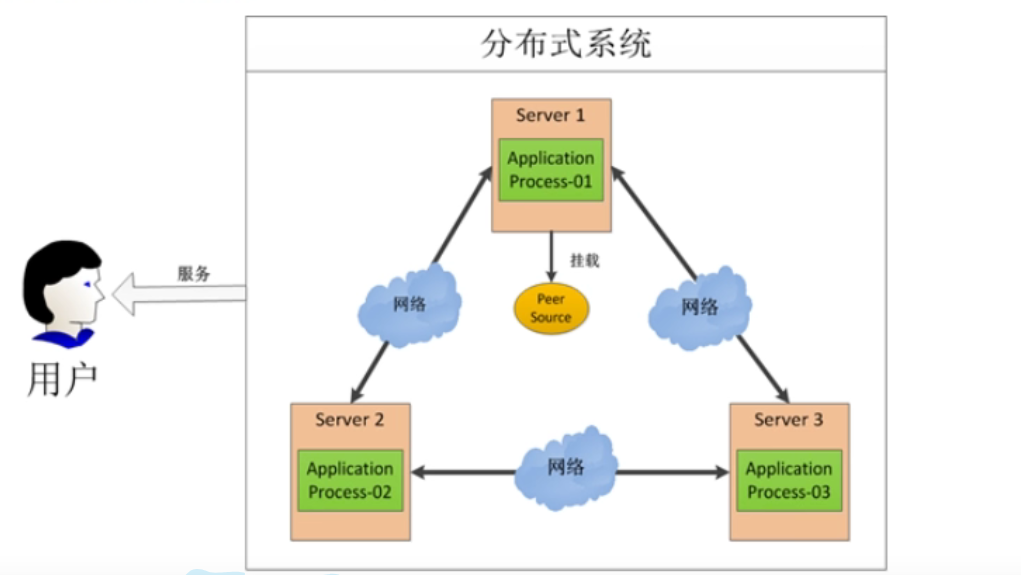 分布式系统
Server 1
Application
Process-01
挂载
服务
网络
Peer
Source
网络
用户
Server 2
Application
Process-02
网络
Server 3
Application
Process-03